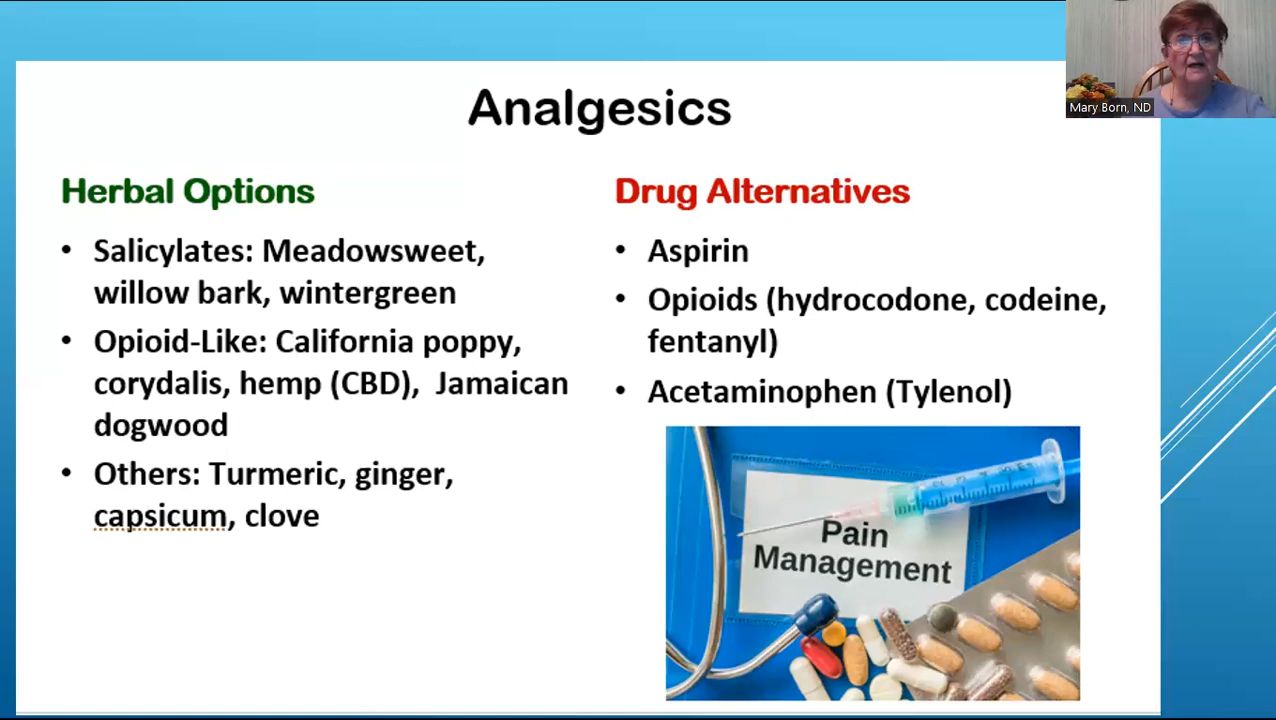 Analgesics
Mary Born, ND
Herbal Options
• Salicylates: Meadowsweet,
willow bark, wintergreen
• Opioid-Like: California poppy,
corydalis, hemp (CBD), Jamaican
dogwood
• Others: Turmeric, ginger,
capsicum, clove
Drug Alternatives
• Aspirin
• Opioids (hydrocodone, codeine,
fentanyl)
• Acetaminophen (Tylenol)
Pain
Management